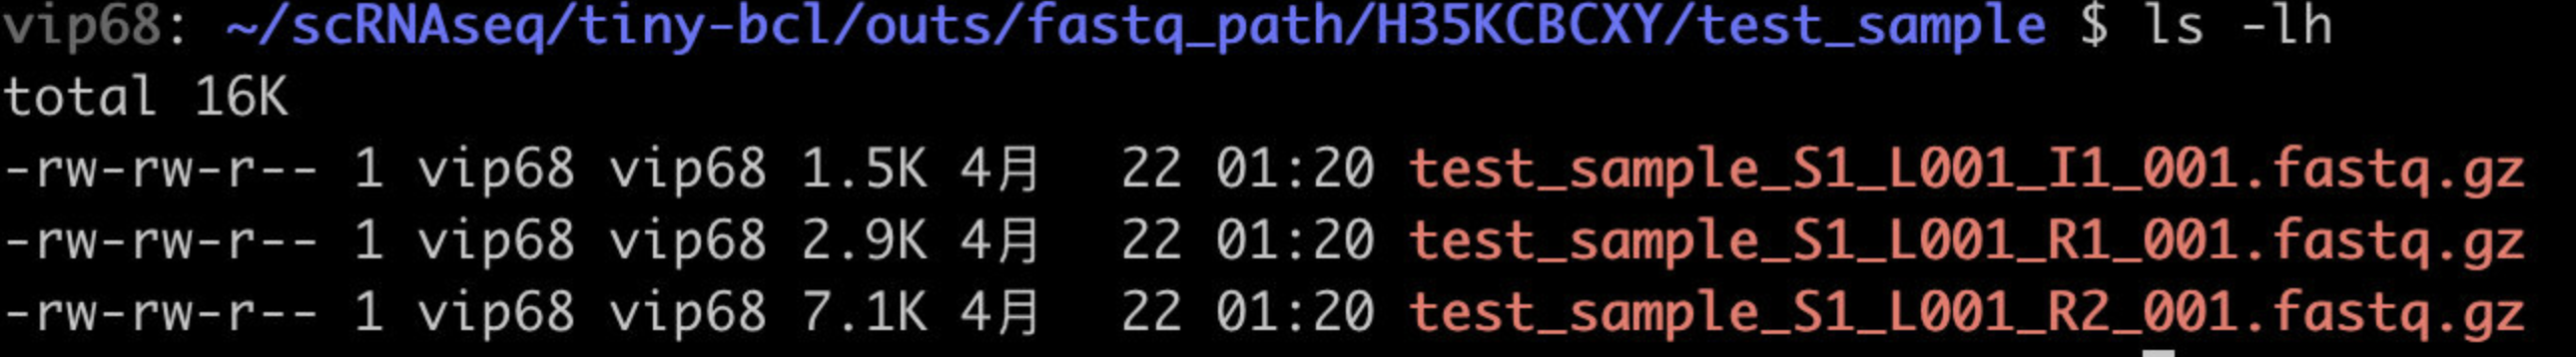 vip68: ~/scRNAseq/tiny-bcl/outs/fastq_path/H35KCBCXY/test_sample $ ls -lh
total 16K
-rw-rw-r-- 1 vip68 vip68 1.5K 4月  22 01:20 test_sample_S1_L001_I1_001.fastq.gz
-rw-rw-r-- 1 vip68 vip68 2.9K 4月  22 01:20 test_sample_S1_L001_R1_001.fastq.gz
-rw-rw-r-- 1 vip68 vip68 7.1K 4月  22 01:20 test_sample_S1_L001_R2_001.fastq.gz